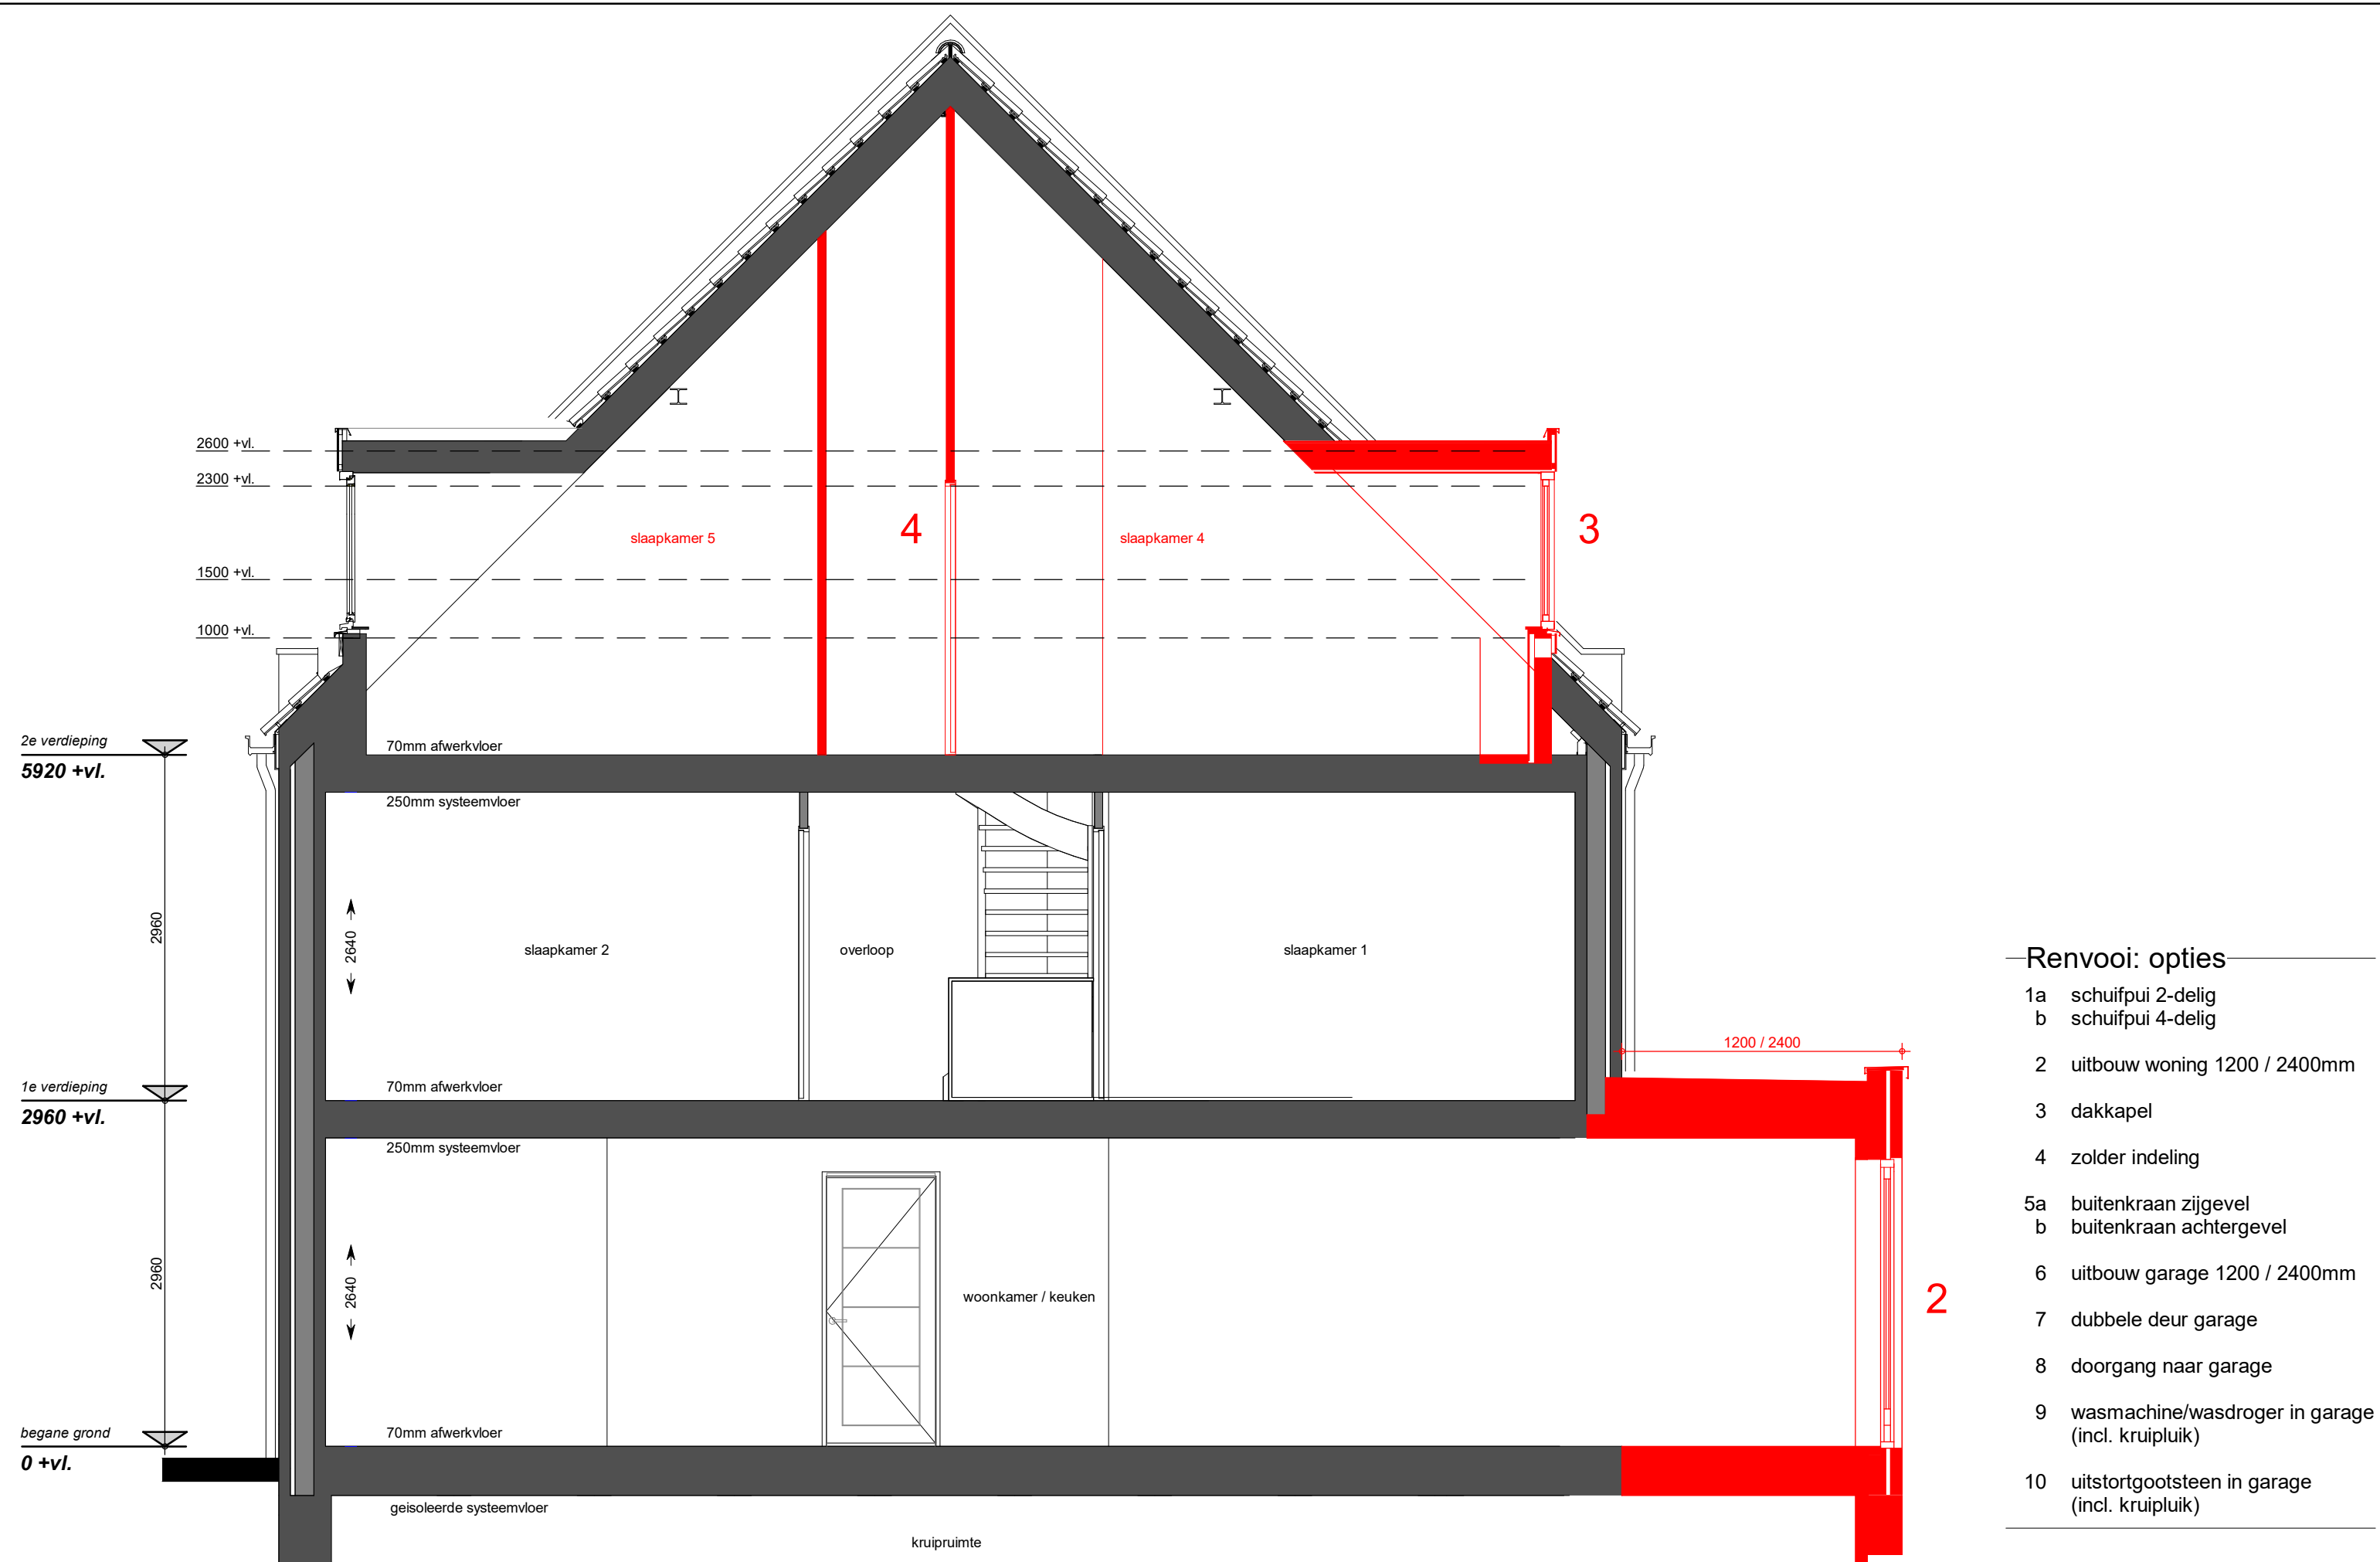 2600 +vl.
2300 +vl.
slaapkamer 5
4
slaapkamer 4
3
1500 +vl.
1000 +vl.
2e verdieping
5920 +vl.
70mm afwerkvloer
250mm systeemvloer
2960
2640
slaapkamer 2
overloop
slaapkamer 1
1e verdieping
2960 +vl.
70mm afwerkvloer
250mm systeemvloer
1200 / 2400
2960
2640
woonkamer / keuken
2
begane grond
0 +vl.
70mm afwerkvloer
geisoleerde systeemvloer
kruipruimte
Renvooi: opties
1a schuifpui 2-delig
b schuifpui 4-delig
2 uitbouw woning 1200 / 2400mm
3 dakkapel
4 zolder indeling
5a buitenkraan zijgevel
b buitenkraan achtergevel
6 uitbouw garage 1200 / 2400mm
7 dubbele deur garage
8 doorgang naar garage
9 wasmachine/wasdroger in garage
(incl. kruipluik)
10 uitstortgootsteen in garage
(incl. kruipluik)